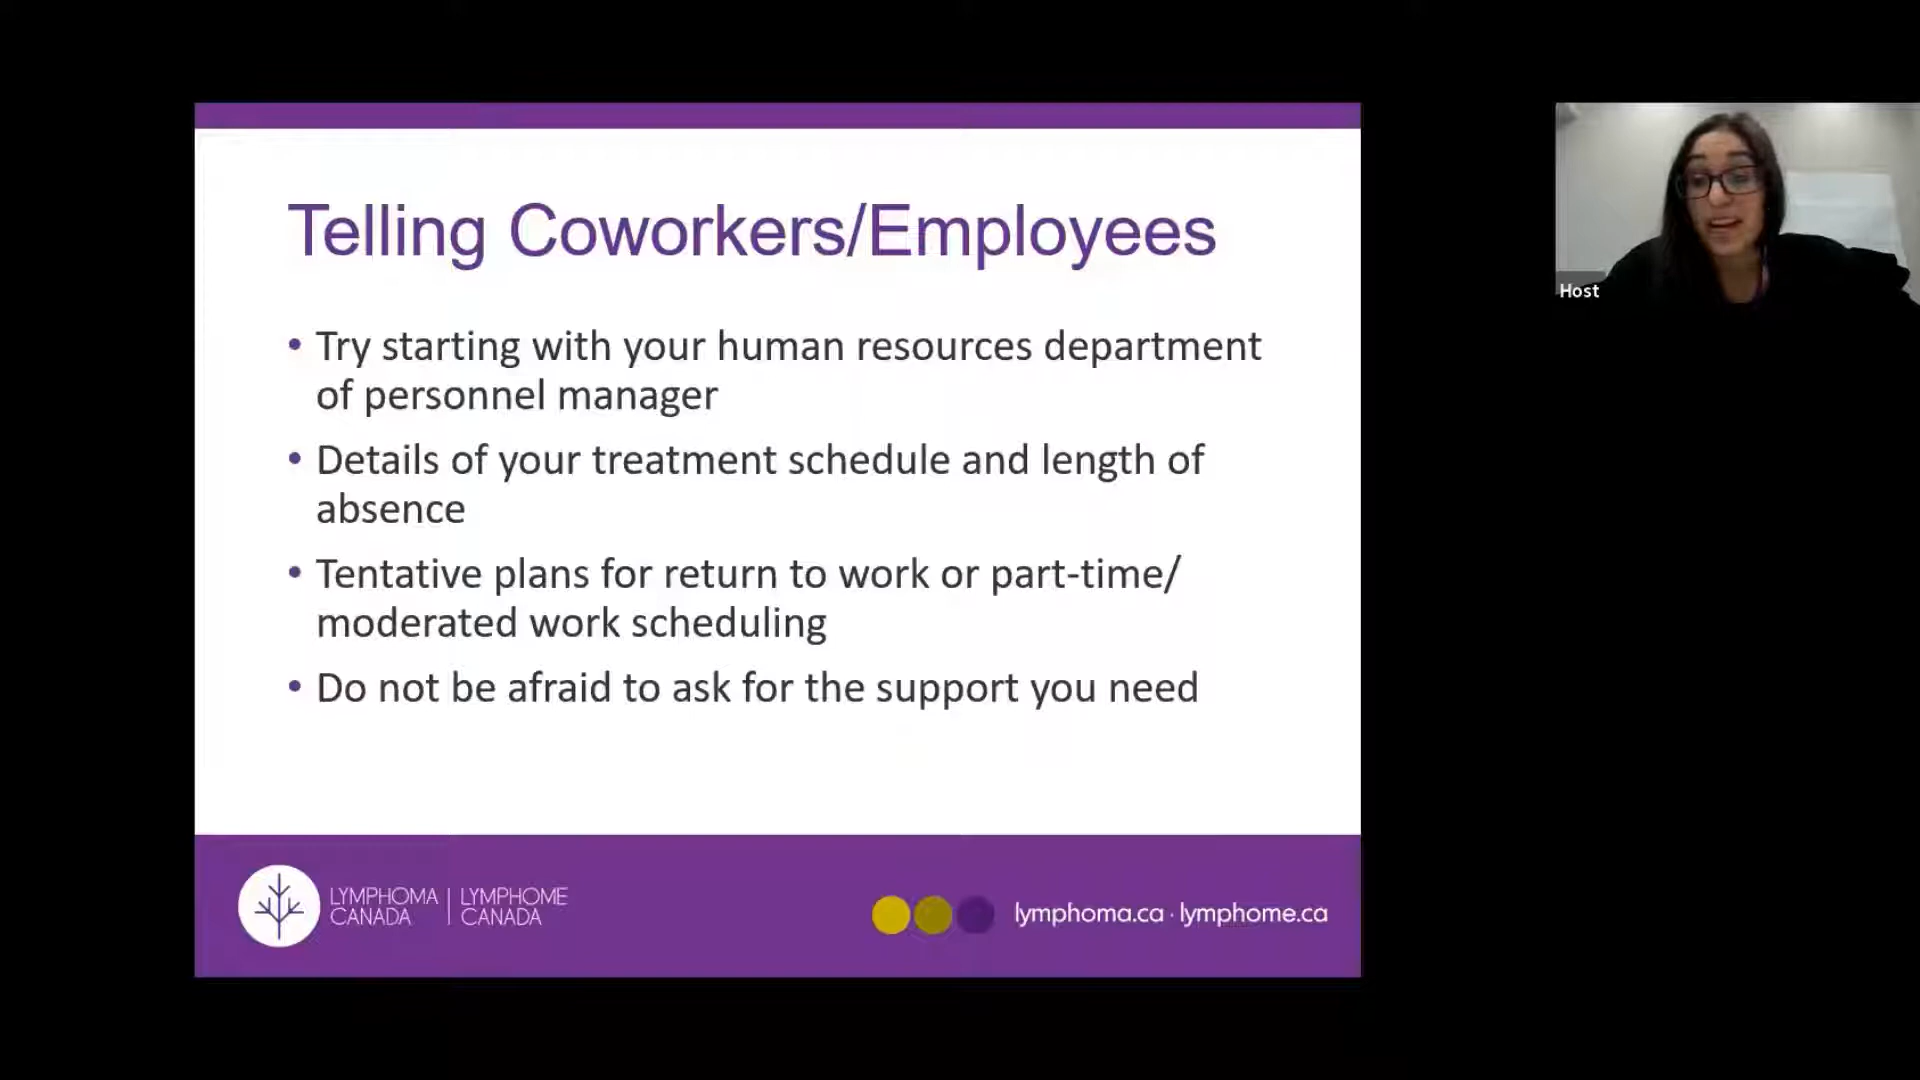 Telling Coworkers/Employees
• Try starting with your human resources department
of personnel manager
• Details of your treatment schedule and length of
absence
• Tentative plans for return to work or part-time/
moderated work scheduling
• Do not be afraid to ask for the support you need
LYMPHOMA CANADA | LYMPHOME CANADA
lymphoma.ca · lymphome.ca
Host